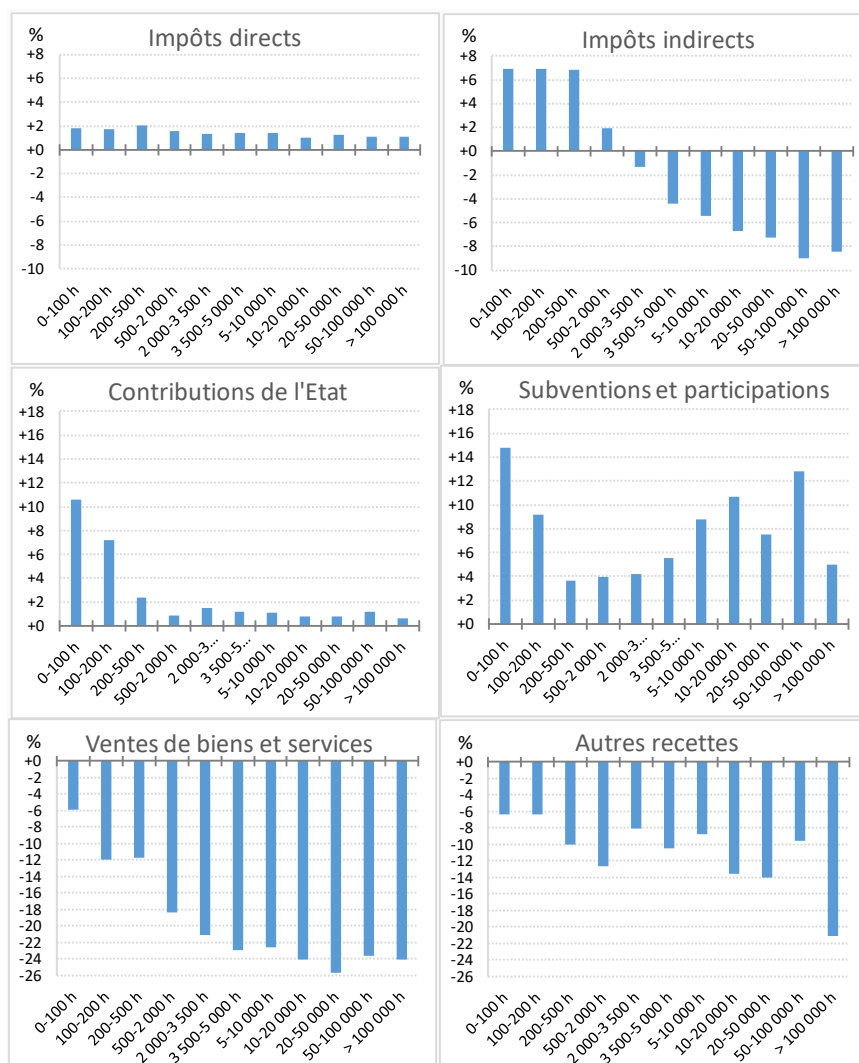 Impôts directs
%
+8
+6
+4
+2
+0
-2
-4
-6
-8
-10
0-100 h
100-200 h
200-500 h
500-2 000 h
2 000-3 500 h
3 500-5 000 h
5-10 000 h
10-20 000 h
20-50 000 h
50-100 000 h
> 100 000 h
Impôts indirects
%
+8
+6
+4
+2
+0
-2
-4
-6
-8
-10
0-100 h
100-200 h
200-500 h
500-2 000 h
2 000-3 500 h
3 500-5 000 h
5-10 000 h
10-20 000 h
20-50 000 h
50-100 000 h
> 100 000 h
Contributions de l'Etat
%
+18
+16
+14
+12
+10
+8
+6
+4
+2
+0
0-100 h
100-200 h
200-500 h
500-2 000 h
2 000-3...
3 500-5...
5-10 000 h
10-20 000 h
20-50 000 h
50-100 000 h
> 100 000 h
Subventions et participations
%
+18
+16
+14
+12
+10
+8
+6
+4
+2
+0
0-100 h
100-200 h
200-500 h
500-2 000 h
2 000-3...
3 500-5...
5-10 000 h
10-20 000 h
20-50 000 h
50-100 000 h
> 100 000 h
Ventes de biens et services
%
+0
-2
-4
-6
-8
-10
-12
-14
-16
-18
-20
-22
-24
-26
0-100 h
100-200 h
200-500 h
500-2 000 h
2 000-3 500 h
3 500-5 000 h
5-10 000 h
10-20 000 h
20-50 000 h
50-100 000 h
> 100 000 h
Autres recettes
%
+0
-2
-4
-6
-8
-10
-12
-14
-16
-18
-20
-22
-24
-26
0-100 h
100-200 h
200-500 h
500-2 000 h
2 000-3 500 h
3 500-5 000 h
5-10 000 h
10-20 000 h
20-50 000 h
50-100 000 h
> 100 000 h